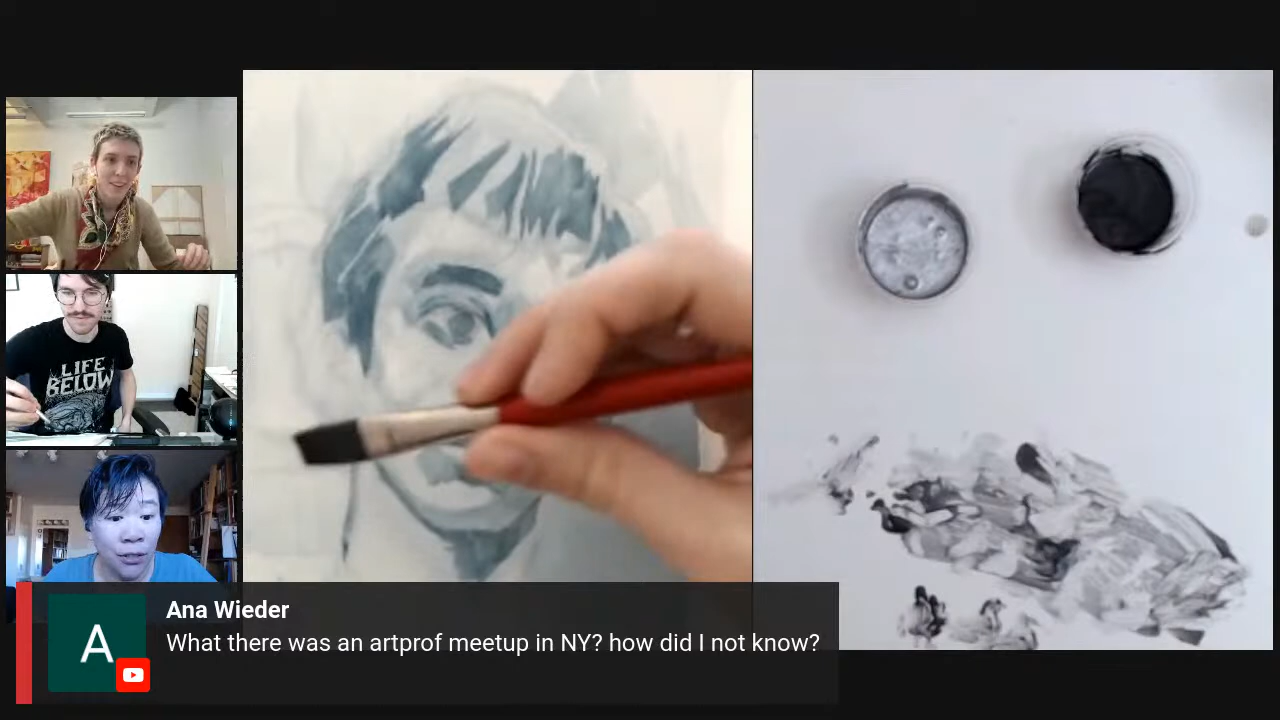 LIFE
BELOW
A
Ana Wieder
What there was an artprof meetup in NY? how did I not know?